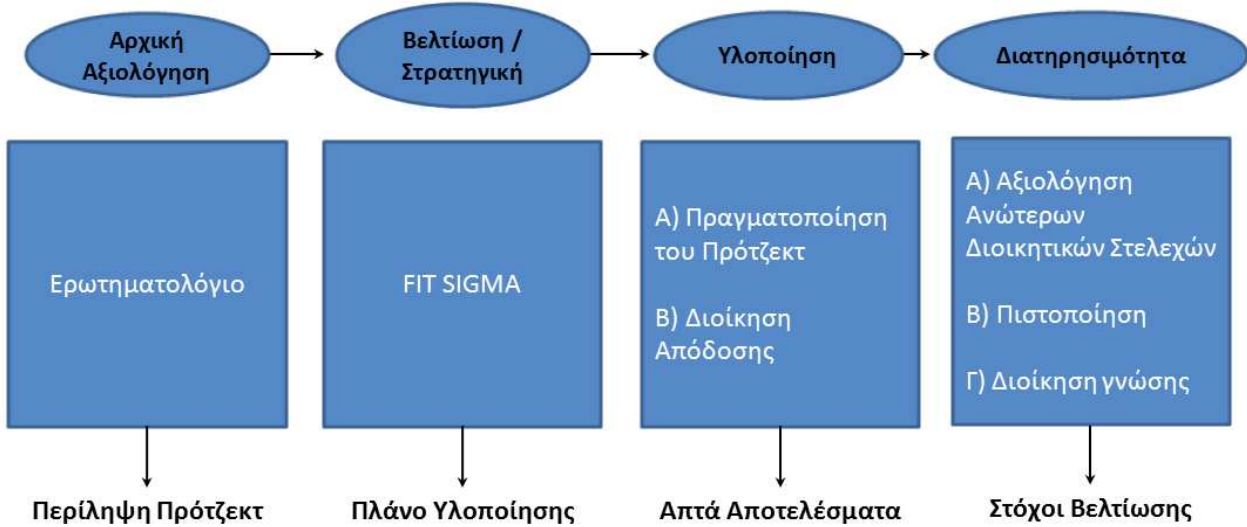 Αρχική
Αξιολόγηση
Βελτίωση /
Στρατηγική
Υλοποίηση
Διατηρησιμότητα
Ερωτηματολόγιο
FIT SIGMA
Α) Πραγματοποίηση
του Πρότζεκτ
Β) Διοίκηση
Απόδοσης
Α) Αξιολόγηση
Ανώτερων
Διοικητικών Στελεχών
Β) Πιστοποίηση
Γ) Διοίκηση γνώσης
Περίληψη Πρότζεκτ
Πλάνο Υλοποίησης
Απτά Αποτελέσματα
Στόχοι Βελτίωσης